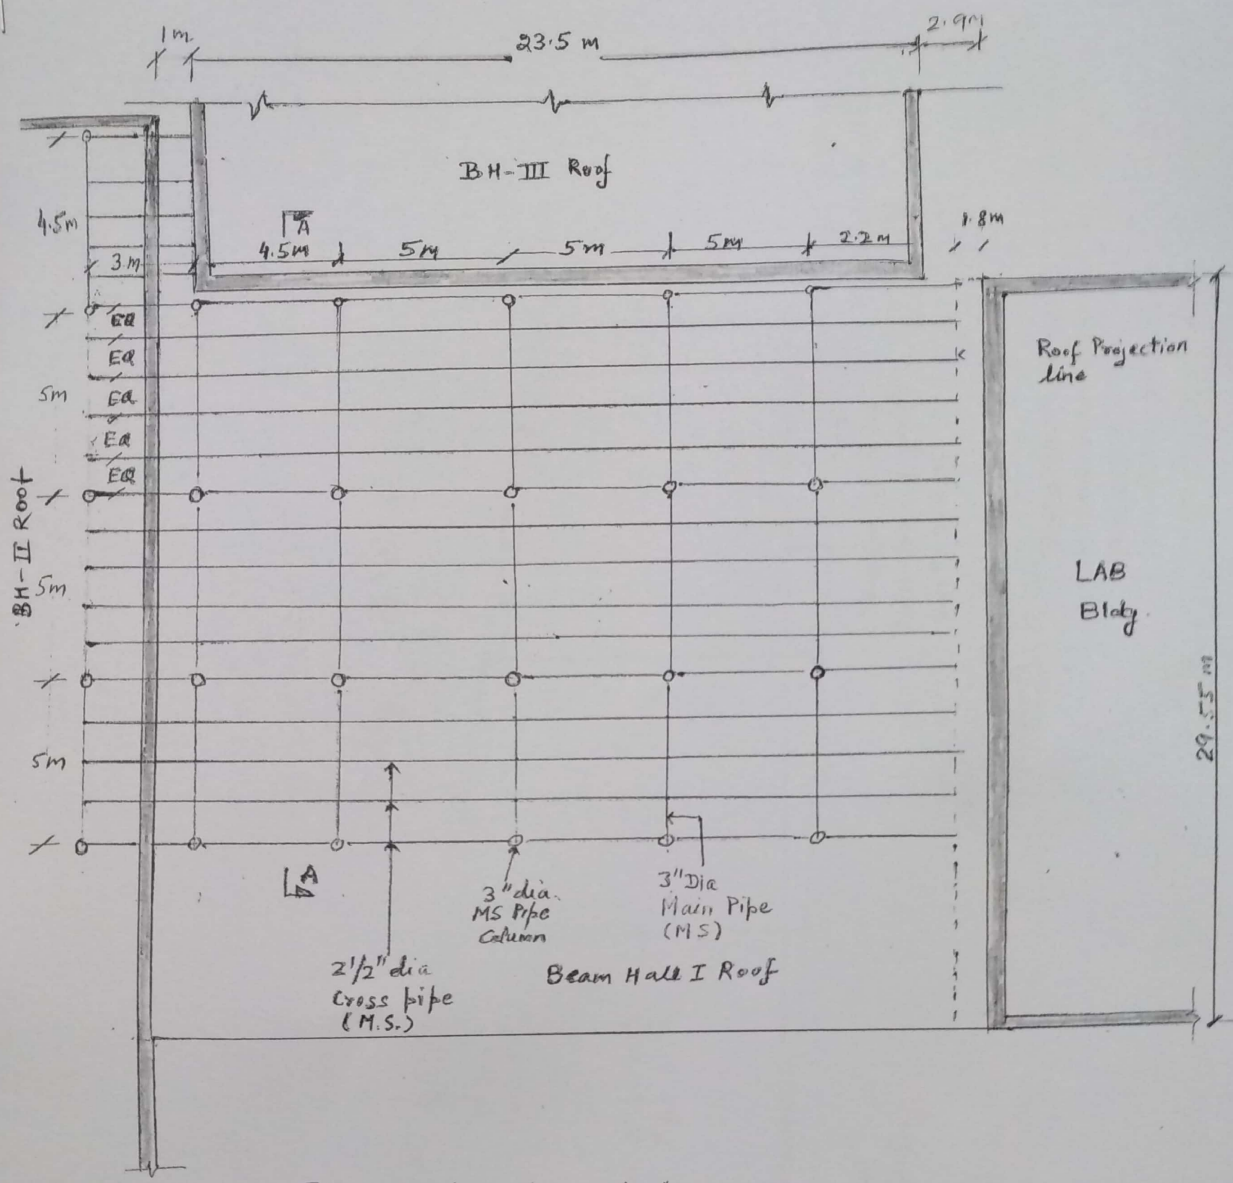 1m
23.5 m
2.9m
BH-III Roof
4.5m
3m
A
4.5m
5m
5m
5m
2.2m
1.8m
EQ
EQ
EQ
EQ
EQ
5m
Roof Projection
line
BH-II Roof
5m
LAB
Bldg.
29.55 m
5m
A
3" dia.
MS Pipe
Column
3" Dia
Main Pipe
(MS)
2 1/2" dia
Cross pipe
(M.S.)
Beam Hall I Roof